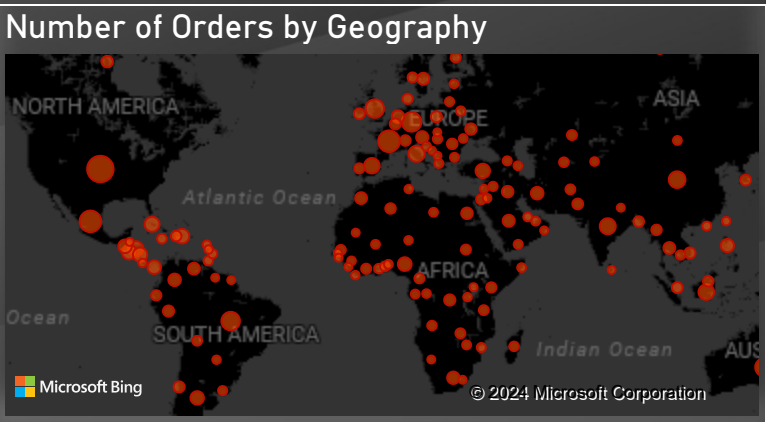 Number of Orders by Geography
NORTH AMERICA
ASIA
EUROPE
Atlantic Ocean
AFRICA
Ocean
SOUTH AMERICA
Indian Ocean
AUS
Microsoft Bing
© 2024 Microsoft Corporation